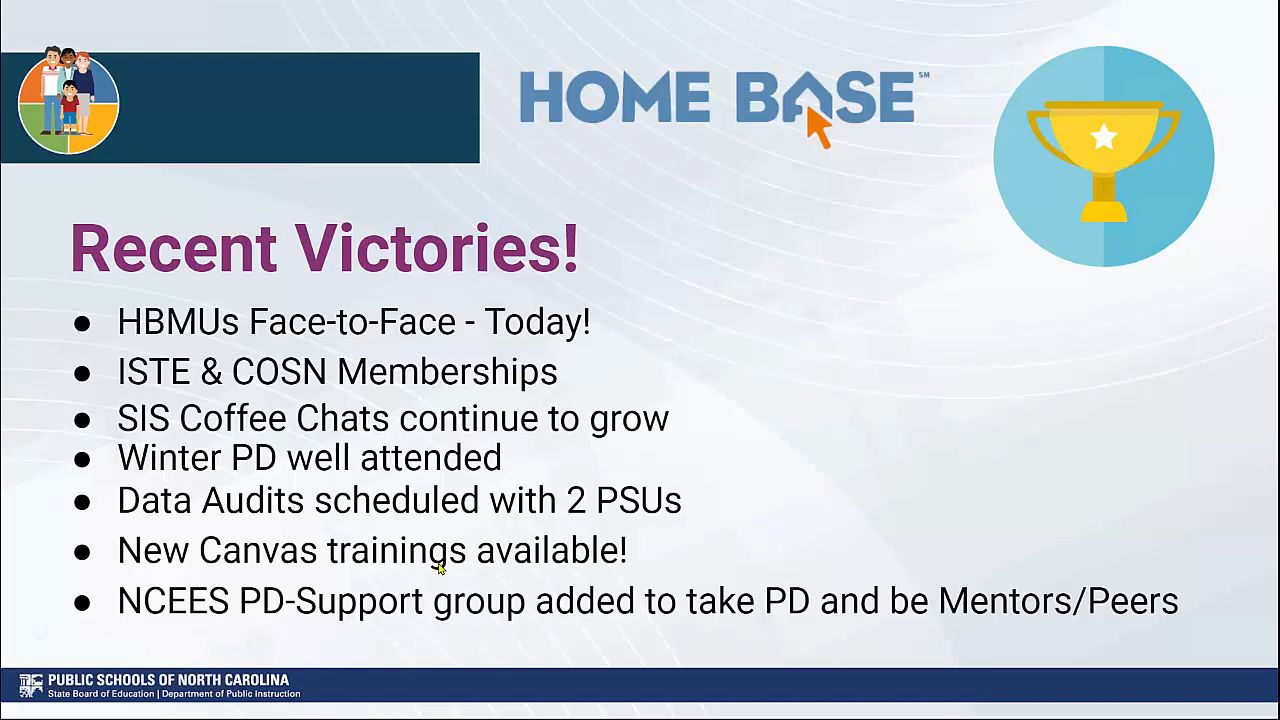 HOME BASE℠
Recent Victories!
● HBMUs Face-to-Face - Today!
● ISTE & COSN Memberships
● SIS Coffee Chats continue to grow
● Winter PD well attended
● Data Audits scheduled with 2 PSUs
● New Canvas trainings available!
● NCEES PD-Support group added to take PD and be Mentors/Peers
PUBLIC SCHOOLS OF NORTH CAROLINA
State Board of Education | Department of Public Instruction